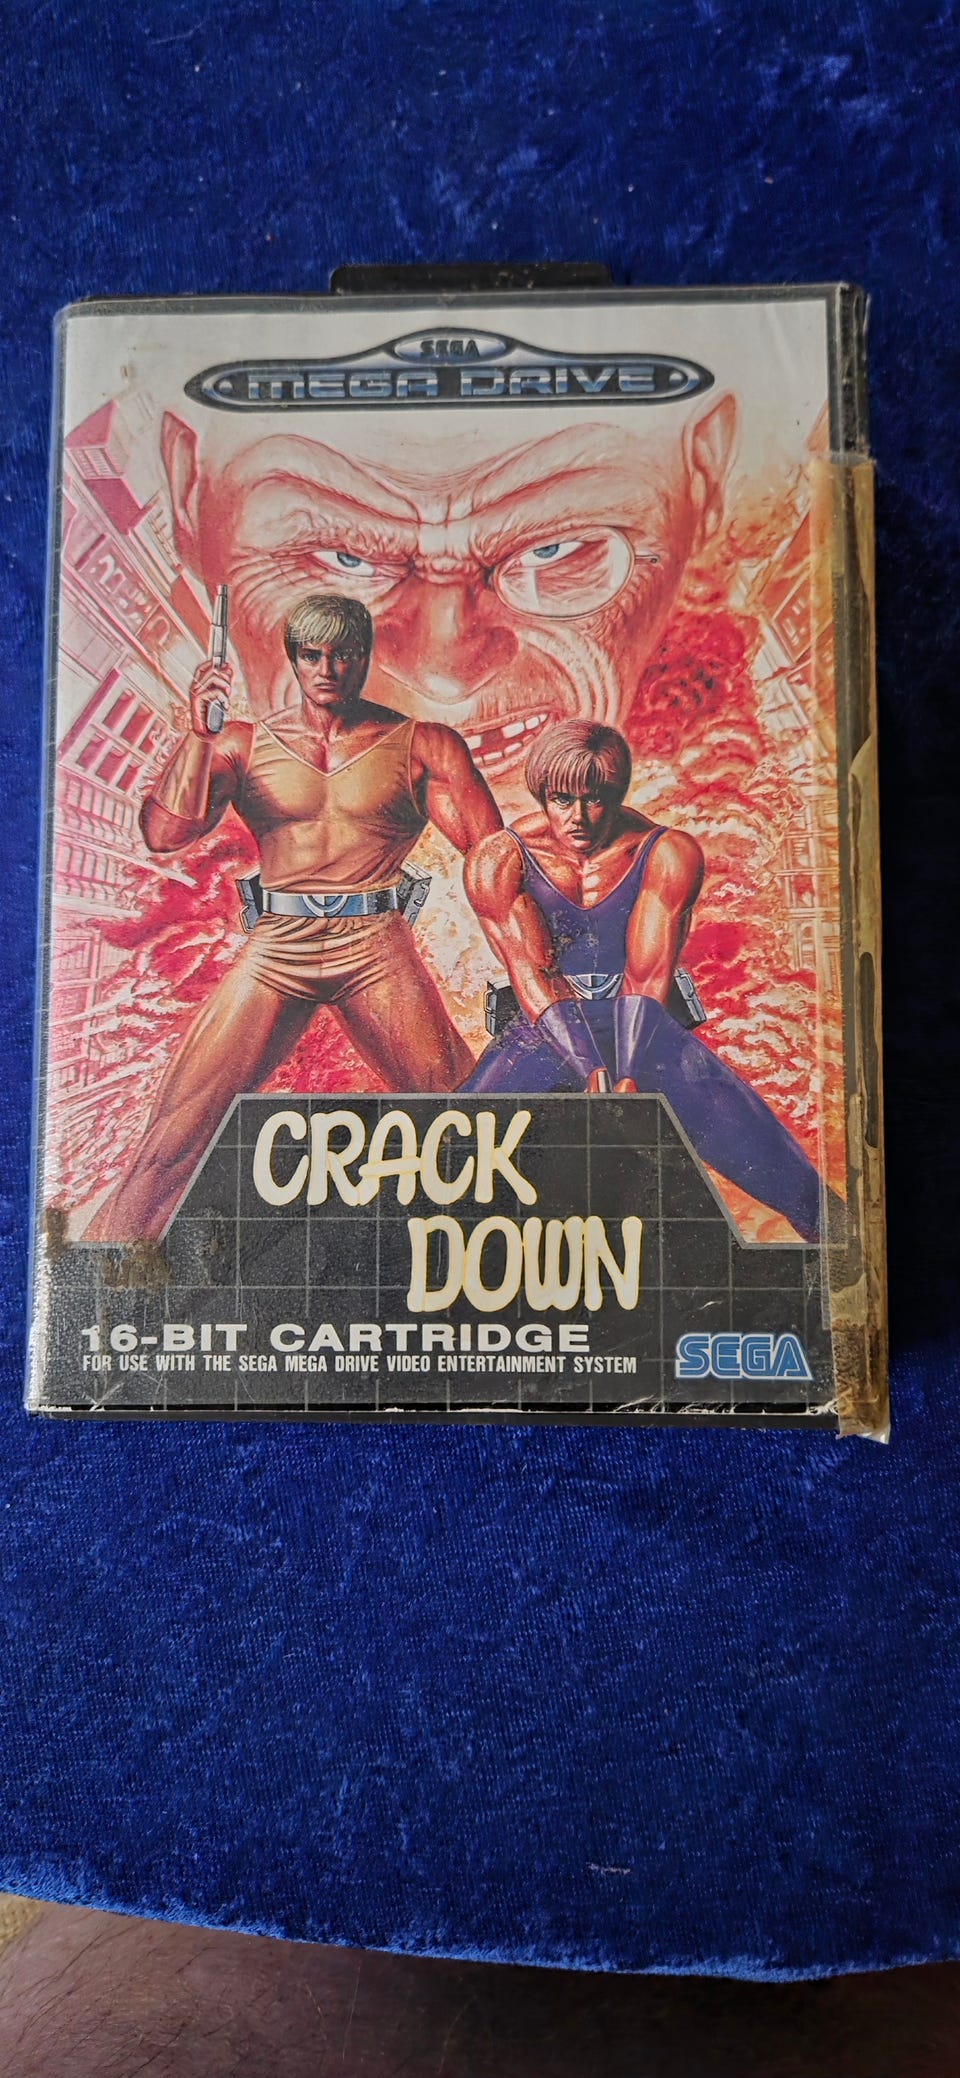 SEGA
MEGA DRIVE
CRACK
DOWN
16-BIT CARTRIDGE
FOR USE WITH THE SEGA MEGA DRIVE VIDEO ENTERTAINMENT SYSTEM
SEGA